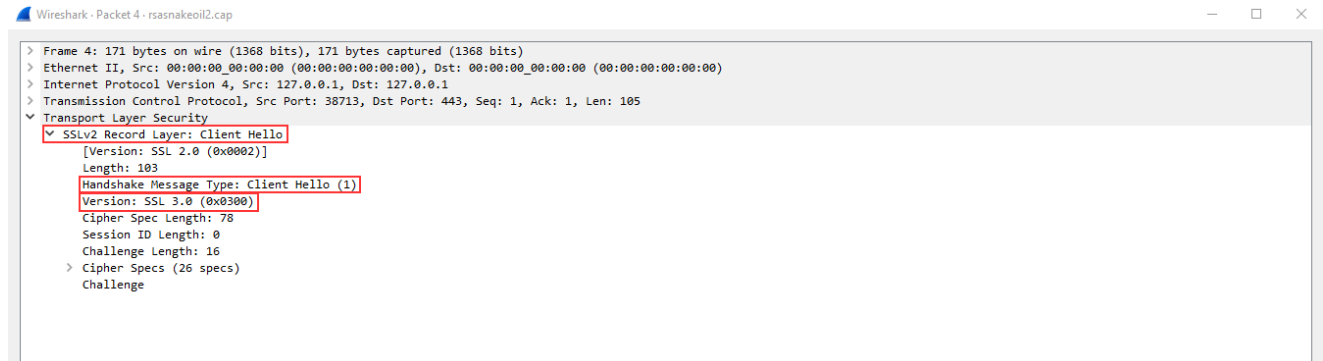 Wireshark · Packet 4 · rsasnakeoil2.cap
Frame 4: 171 bytes on wire (1368 bits), 171 bytes captured (1368 bits)
Ethernet II, Src: 00:00:00_00:00:00 (00:00:00:00:00:00), Dst: 00:00:00_00:00:00 (00:00:00:00:00:00)
Internet Protocol Version 4, Src: 127.0.0.1, Dst: 127.0.0.1
Transmission Control Protocol, Src Port: 38713, Dst Port: 443, Seq: 1, Ack: 1, Len: 105
Transport Layer Security
SSLv2 Record Layer: Client Hello
[Version: SSL 2.0 (0x0002)]
Length: 103
Handshake Message Type: Client Hello (1)
Version: SSL 3.0 (0x0300)
Cipher Spec Length: 78
Session ID Length: 0
Challenge Length: 16
Cipher Specs (26 specs)
Challenge